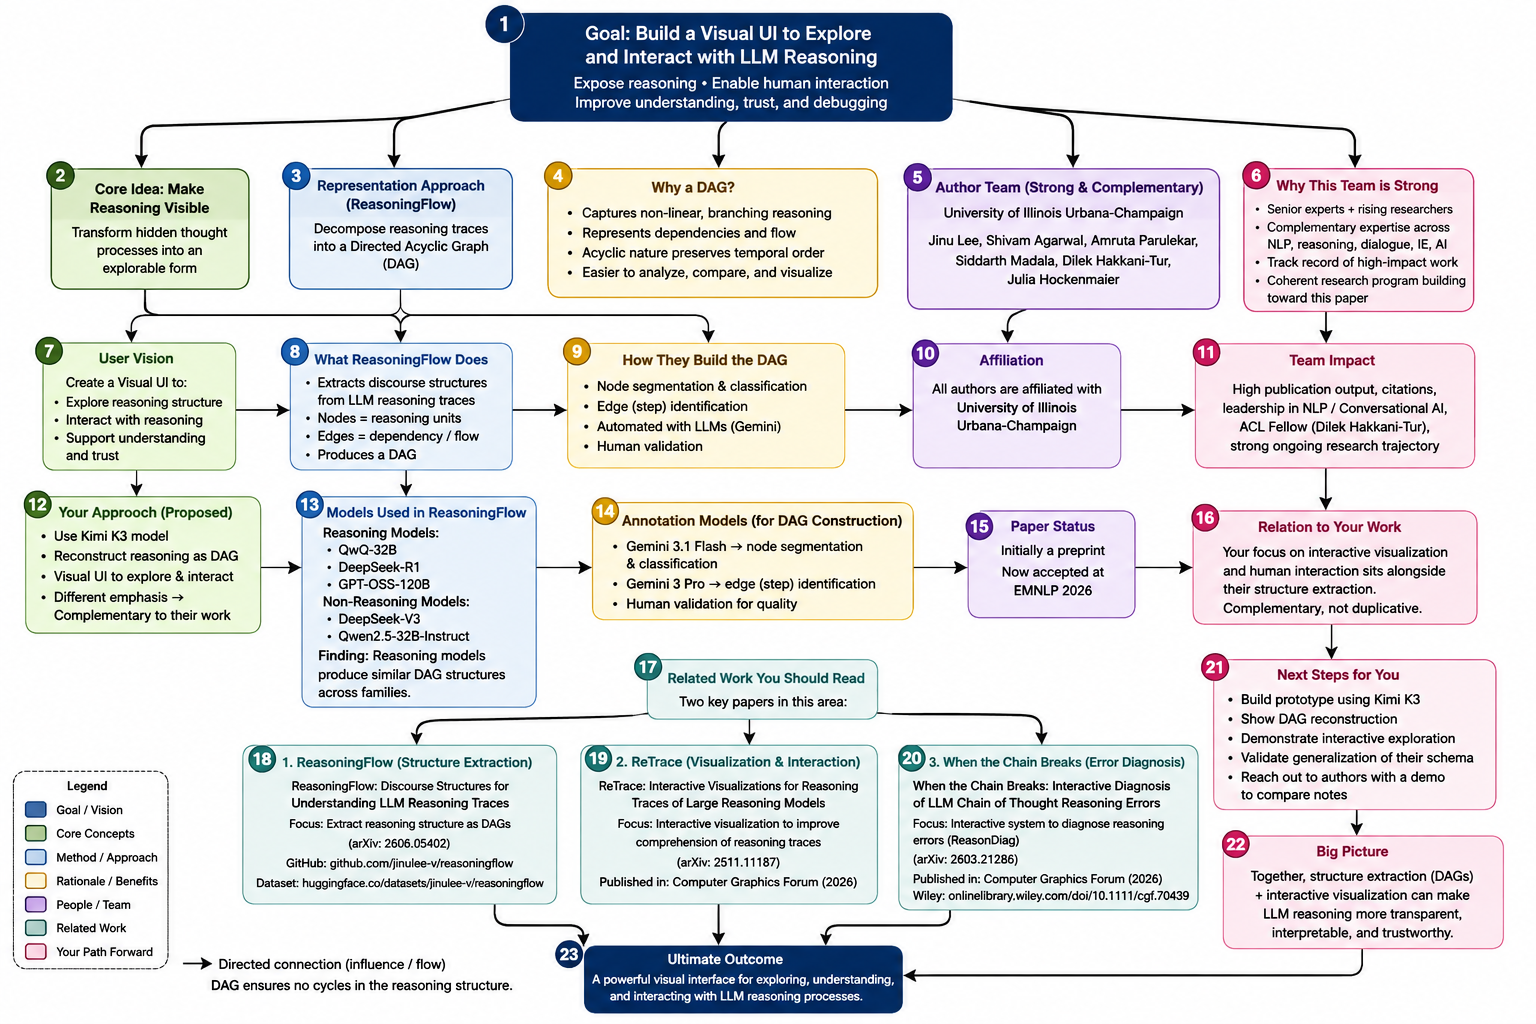 1
Goal: Build a Visual UI to Explore
and Interact with LLM Reasoning
Expose reasoning • Enable human interaction
Improve understanding, trust, and debugging
2
Core Idea: Make
Reasoning Visible
Transform hidden thought
processes into an
explorable form
3
Representation Approach
(ReasoningFlow)
Decompose reasoning traces
into a Directed Acyclic Graph
(DAG)
4
Why a DAG?
• Captures non-linear, branching reasoning
• Represents dependencies and flow
• Acyclic nature preserves temporal order
• Easier to analyze, compare, and visualize
5
Author Team (Strong & Complementary)
University of Illinois Urbana-Champaign
Jinu Lee, Shivam Agarwal, Amruta Parulekar,
Siddarth Madala, Dilek Hakkani-Tur,
Julia Hockenmaier
6
Why This Team is Strong
• Senior experts + rising researchers
• Complementary expertise across
NLP, reasoning, dialogue, IE, AI
• Track record of high-impact work
• Coherent research program building
toward this paper
7
User Vision
Create a Visual UI to:
• Explore reasoning structure
• Interact with reasoning
• Support understanding
and trust
8
What ReasoningFlow Does
• Extracts discourse structures
from LLM reasoning traces
• Nodes = reasoning units
• Edges = dependency / flow
• Produces a DAG
9
How They Build the DAG
• Node segmentation & classification
• Edge (step) identification
• Automated with LLMs (Gemini)
• Human validation
10
Affiliation
All authors are affiliated with
University of Illinois
Urbana-Champaign
11
Team Impact
High publication output, citations,
leadership in NLP / Conversational AI,
ACL Fellow (Dilek Hakkani-Tur),
strong ongoing research trajectory
12
Your Approoch (Proposed)
• Use Kimi K3 model
• Reconstruct reasoning as DAG
• Visual UI to explore & interact
• Different emphasis →
Complementary to their work
13
Models Used in ReasoningFlow
Reasoning Models:
• QwQ-32B
• DeepSeek-R1
• GPT-OSS-120B
Non-Reasoning Models:
• DeepSeek-V3
• Qwen2.5-32B-Instruct
Finding: Reasoning models
produce similar DAG structures
across families.
14
Annotation Models (for DAG Construction)
• Gemini 3.1 Flash → node segmentation
& classification
• Gemini 3 Pro → edge (step) identification
• Human validation for quality
15
Paper Status
Initially a preprint
Now accepted at
EMNLP 2026
16
Relation to Your Work
Your focus on interactive visualization
and human interaction sits alongside
their structure extraction.
Complementary, not duplicative.
17
Related Work You Should Read
Two key papers in this area:
21
Next Steps for You
• Build prototype using Kimi K3
• Show DAG reconstruction
• Demonstrate interactive exploration
• Validate generalization of their schema
• Reach out to authors with a demo
to compare notes
18
1. ReasoningFlow (Structure Extraction)
ReasoningFlow: Discourse Structures for
Understanding LLM Reasoning Traces
Focus: Extract reasoning structure as DAGs
(arXiv: 2606.05402)
GitHub: github.com/jinulee-v/reasoningflow
Dataset: huggingface.co/datasets/jinulee-v/reasoningflow
19
2. ReTrace (Visualization & Interaction)
ReTrace: Interactive Visualizations for Reasoning
Traces of Large Reasoning Models
Focus: Interactive visualization to improve
comprehension of reasoning traces
(arXiv: 2511.11187)
Published in: Computer Graphics Forum (2026)
20
3. When the Chain Breaks (Error Diagnosis)
When the Chain Breaks: Interactive Diagnosis
of LLM Chain of Thought Reasoning Errors
Focus: Interactive system to diagnose reasoning
errors (ReasonDiag)
(arXiv: 2603.21286)
Published in: Computer Graphics Forum (2026)
Wiley: onlinelibrary.wiley.com/doi/10.1111/cgf.70439
22
Big Picture
Together, structure extraction (DAGs)
+ interactive visualization can make
LLM reasoning more transparent,
interpretable, and trustworthy.
Legend
Goal / Vision
Core Concepts
Method / Approach
Rationale / Benefits
People / Team
Related Work
Your Path Forward
→ Directed connection (influence / flow)
DAG ensures no cycles in the reasoning structure.
23
Ultimate Outcome
A powerful visual interface for exploring, understanding,
and interacting with LLM reasoning processes.